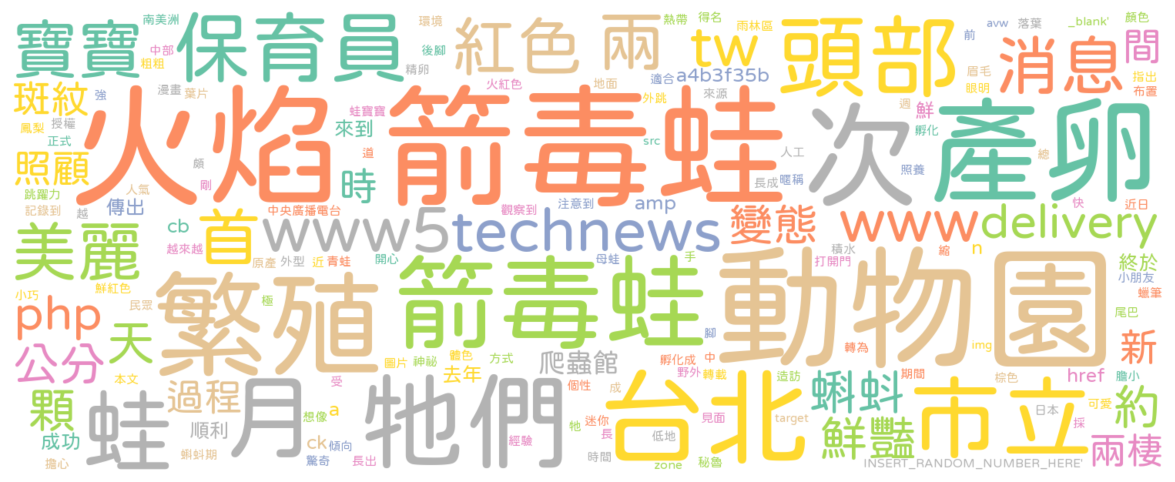 南美洲
環境
熱帶
得名
avw
落葉
_blank'
顏色
寶寶
中部
粗粗
保育員
後腳
精卵
紅色
兩
tw
雨林區
頭部
前
消息
間
眉毛
眼明
指出
布置
斑紋
強
漫畫
葉片
火紅色
地面
適合
a4b3f35b
來源
外跳
週
鮮
鳳梨
授權
正式
火焰
蛙寶寶
來到
道
箭毒蛙
src
人工
次
孵化
產卵
總
照顧
頗
剛
時
長成
暱稱
照養
跳躍力
人氣
記錄到
越
傳出
中央廣播電台
觀察到
注意到
amp
快
近日
cb
越來越
首
www5
technews
變態
www
delivery
美麗
原產
外型
近
青蛙
開心
母蛙
手
積水
打開門
縮
n
終於
小朋友
蠟筆
小巧
鮮紅色
民眾
繁殖
極
箭毒蛙
動物園
尾巴
php
天
腳
轉為
img
新
公分
本文
圖片
神祕
體色
去年
方式
爬蟲館
孵化成
中
野外
轉載
造訪
期間
棕色
href
膽小
顆
蛙
過程
月
受
想像
a
牠們
個性
成
台北
蝌蚪
市立
日本
可愛
約
成功
順利
ck
傾向
經驗
牠
迷你
長
見面
target
低地
鮮豔
採
兩棲
擔心
蝌蚪期
驚奇
長出
時間
zone
秘魯
INSERT_RANDOM_NUMBER_HERE'